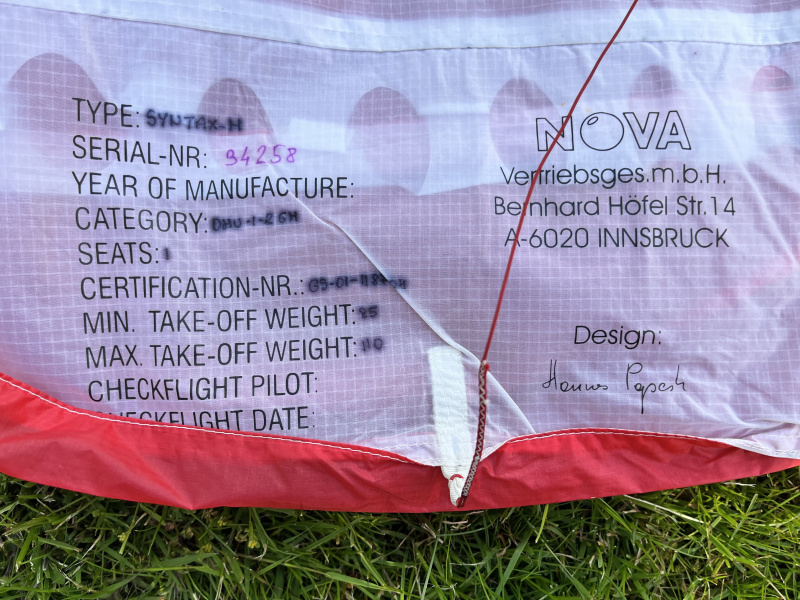 TYPE: SYNTAX-M
SERIAL-NR: 94258
YEAR OF MANUFACTURE:
CATEGORY: DHV-1-2 GH
SEATS: 1
CERTIFICATION-NR.:
MIN. TAKE-OFF WEIGHT: 85
MAX. TAKE-OFF WEIGHT: 110
CHECKFLIGHT PILOT:
CHECKFLIGHT DATE:
NOVA
Vertriebsges.m.b.H.
Bernhard Höfel Str.14
A-6020 INNSBRUCK
Design:
Hannes Papesh